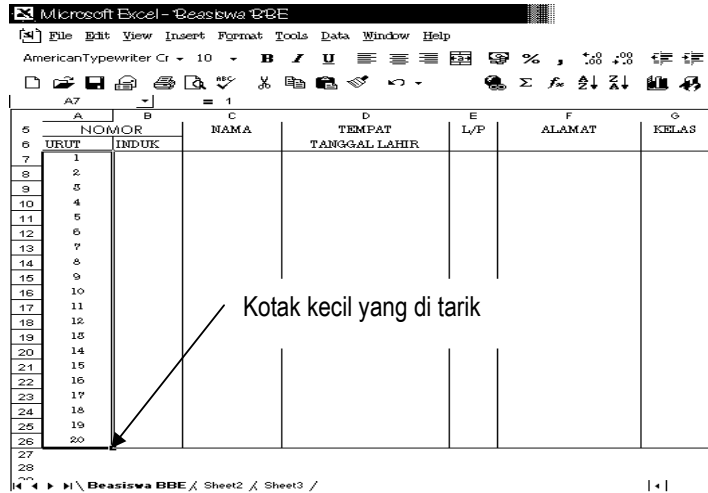 Microsoft Excel - Beasiswa BBE
File Edit View Insert Format Tools Data Window Help
AmericanTypewriter Cr 10 B I U % ,
Σ f*
A7 = 1
A B C D E F G
5 NOMOR NAMA TEMPAT L/P ALAMAT KELAS
6 URUT INDUK TANGGAL LAHIR
7 1
8 2
9 3
10 4
11 5
12 6
13 7
14 8
15 9
16 10
Kotak kecil yang di tarik
17 11
18 12
19 13
20 14
21 15
22 16
23 17
24 18
25 19
26 20
27
28
Beasiswa BBE Sheet2 Sheet3